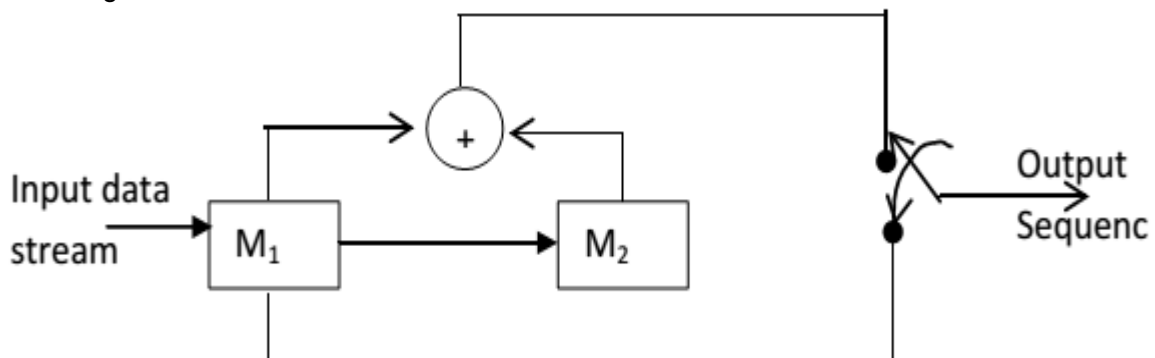 Input data
stream
M₁
+
M₂
Output
Sequenc